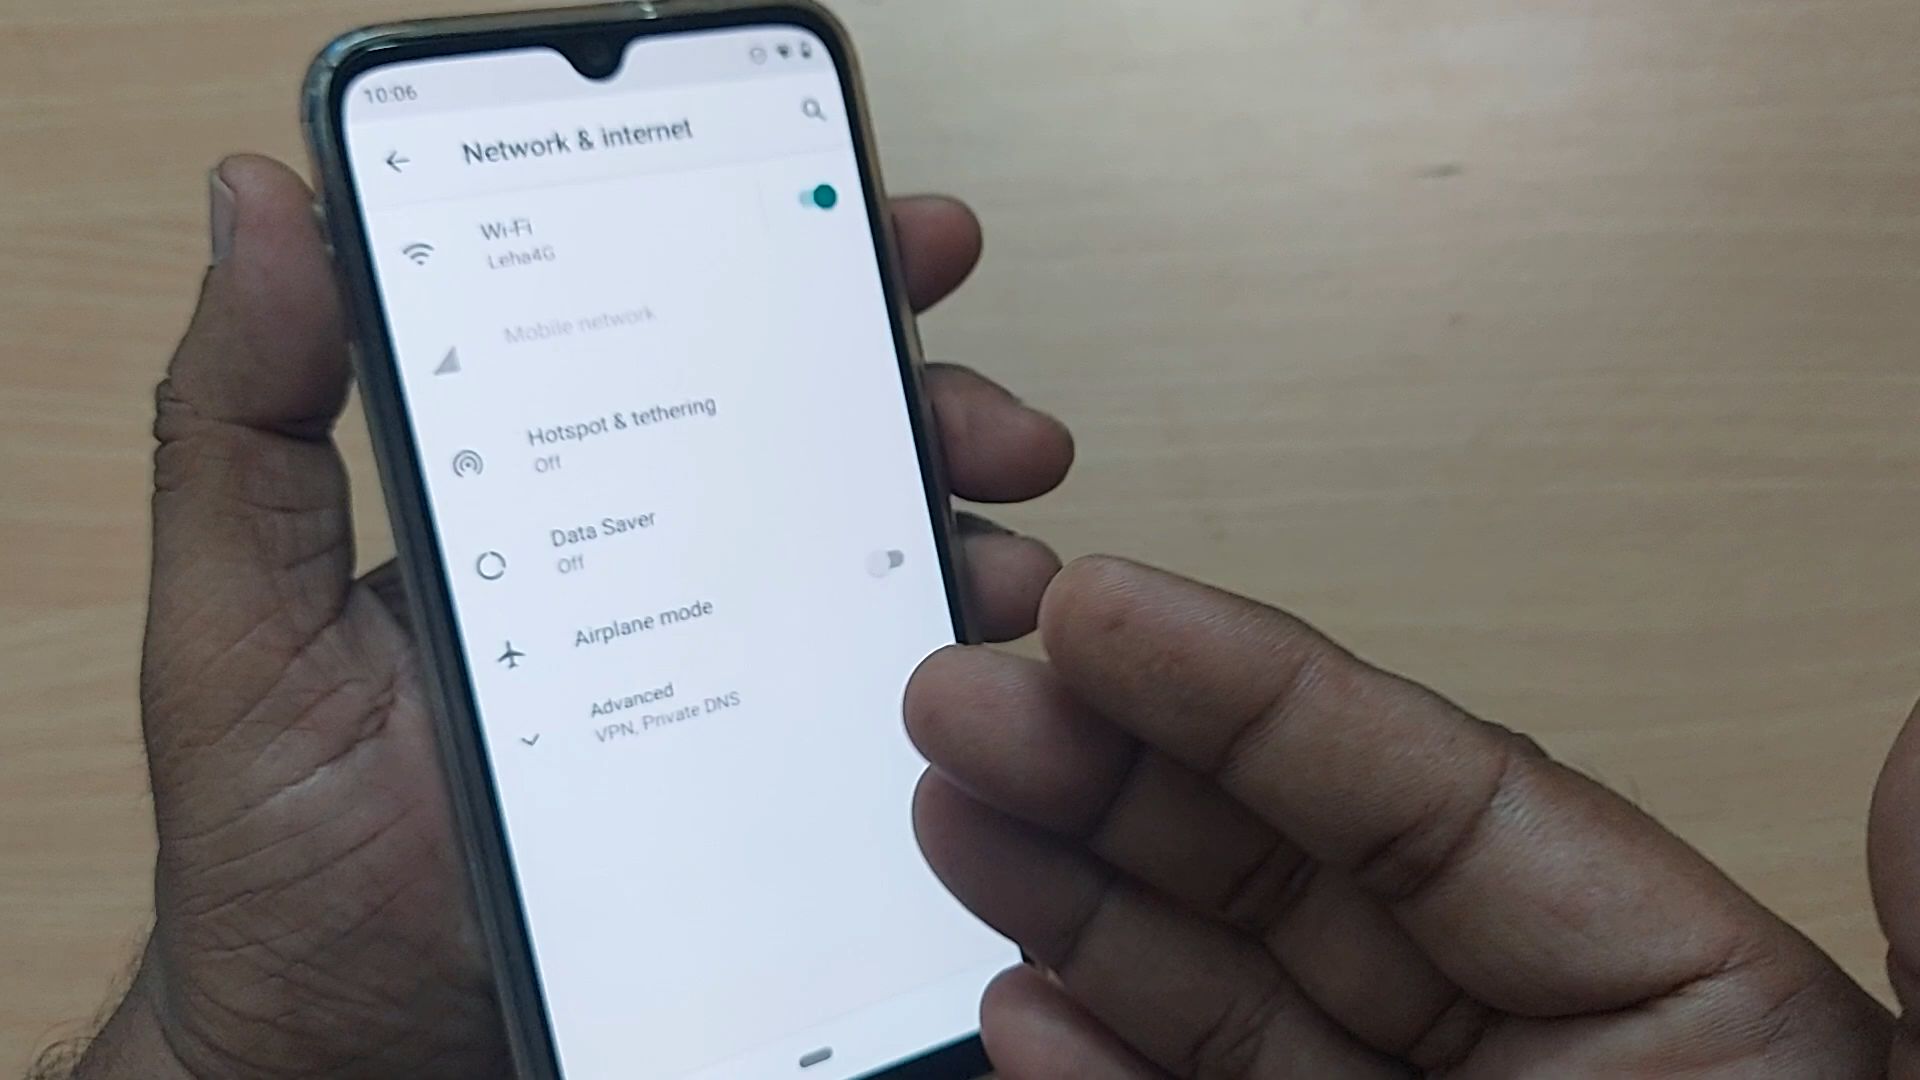 10:06
Network & internet
Wi-Fi
Leha4G
Mobile network
Hotspot & tethering
Off
Data Saver
Off
Airplane mode
Advanced
VPN, Private DNS